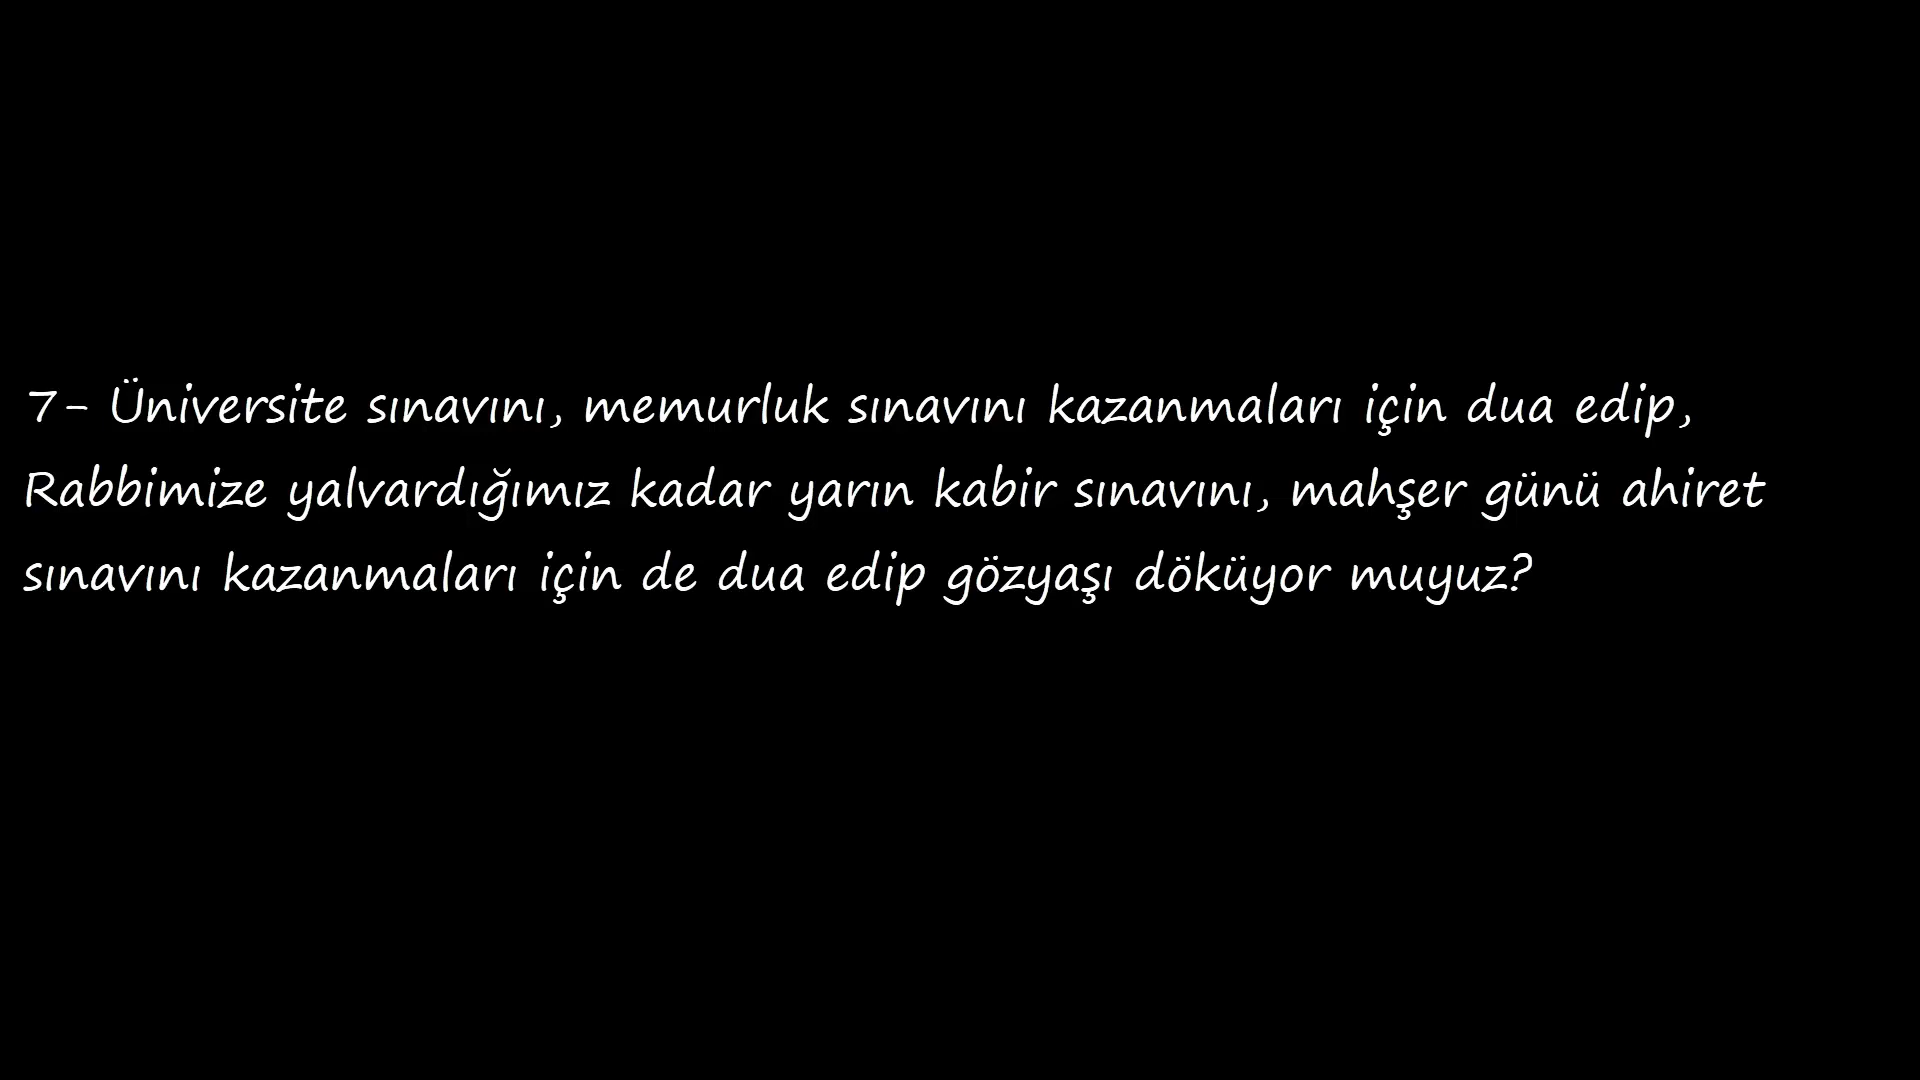 7- Üniversite sınavını, memurluk sınavını kazanmaları için dua edip,
Rabbimize yalvardığımız kadar yarın kabir sınavını, mahşer günü ahiret
sınavını kazanmaları için de dua edip gözyaşı döküyor muyuz?